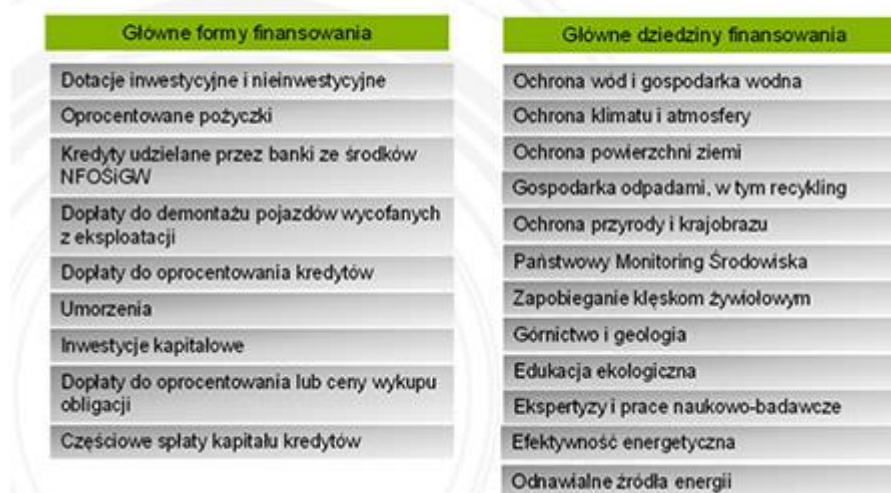 Główne formy finansowania
Dotacje inwestycyjne i nieinwestycyjne
Oprocentowane pożyczki
Kredyty udzielane przez banki ze środków
NFOŚiGW
Dopłaty do demontażu pojazdów wycofanych
z eksploatacji
Dopłaty do oprocentowania kredytów
Umorzenia
Inwestycje kapitałowe
Dopłaty do oprocentowania lub ceny wykupu
obligacji
Częściowe spłaty kapitału kredytów
Główne dziedziny finansowania
Ochrona wód i gospodarka wodna
Ochrona klimatu i atmosfery
Ochrona powierzchni ziemi
Gospodarka odpadami, w tym recykling
Ochrona przyrody i krajobrazu
Państwowy Monitoring Środowiska
Zapobieganie klęskom żywiołowym
Górnictwo i geologia
Edukacja ekologiczna
Ekspertyzy i prace naukowo-badawcze
Efektywność energetyczna
Odnawialne źródła energii